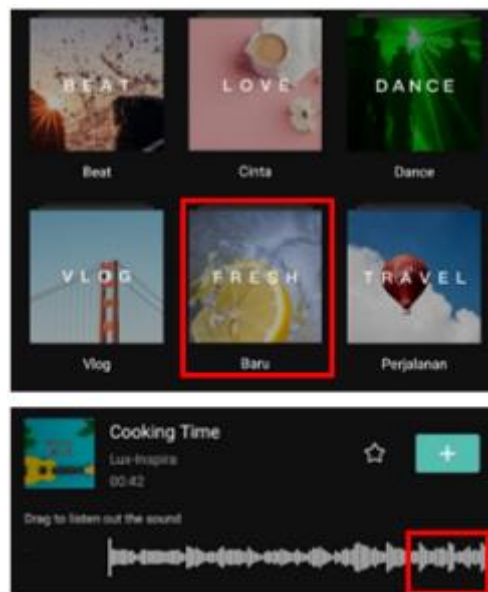 BEAT
LOVE
DANCE
Beat
Cinta
Dance
VLOG
FRESH
TRAVEL
Vlog
Baru
Perjalanan
Cooking Time
Lux-Inspira
00:42
Drag to listen out the sound